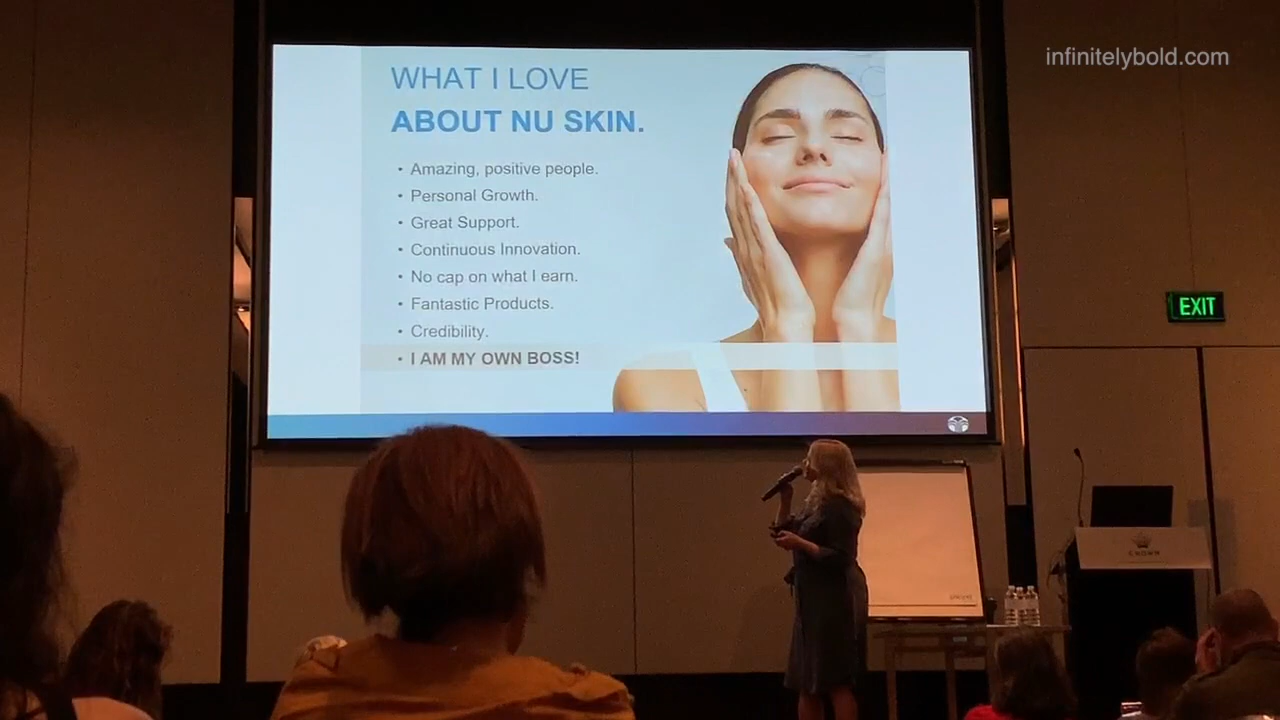 infinitelybold.com
WHAT I LOVE
ABOUT NU SKIN.
• Amazing, positive people.
• Personal Growth.
• Great Support.
• Continuous Innovation.
• No cap on what I earn.
• Fantastic Products.
• Credibility.
• I AM MY OWN BOSS!
EXIT
CROWN